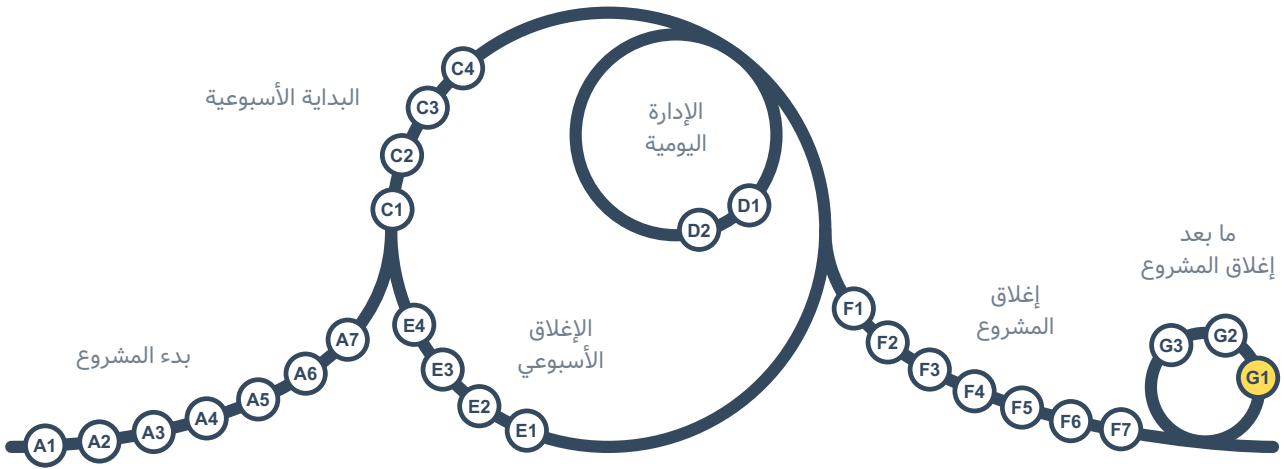 بدء المشروع
A1
A2
A3
A4
A5
A6
A7
البداية الأسبوعية
C1
C2
C3
C4
الإدارة
اليومية
D1
D2
الإغلاق
الأسبوعي
E1
E2
E3
E4
إغلاق
المشروع
F1
F2
F3
F4
F5
F6
F7
ما بعد
إغلاق المشروع
G1
G2
G3